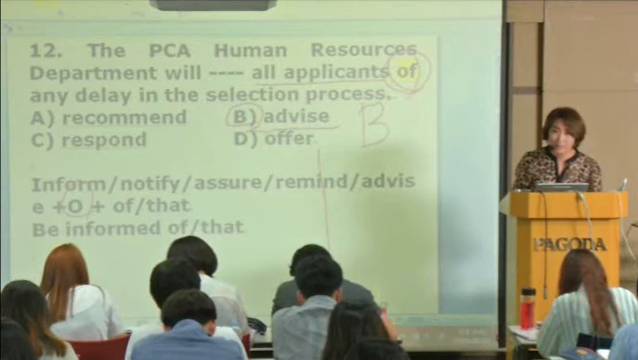 12. The PCA Human Resources
Department will ---- all applicants of
any delay in the selection process.
A) recommend B) advise B
C) respond D) offer
Inform/notify/assure/remind/advis
e +O + of/that
Be informed of/that
PAGODA